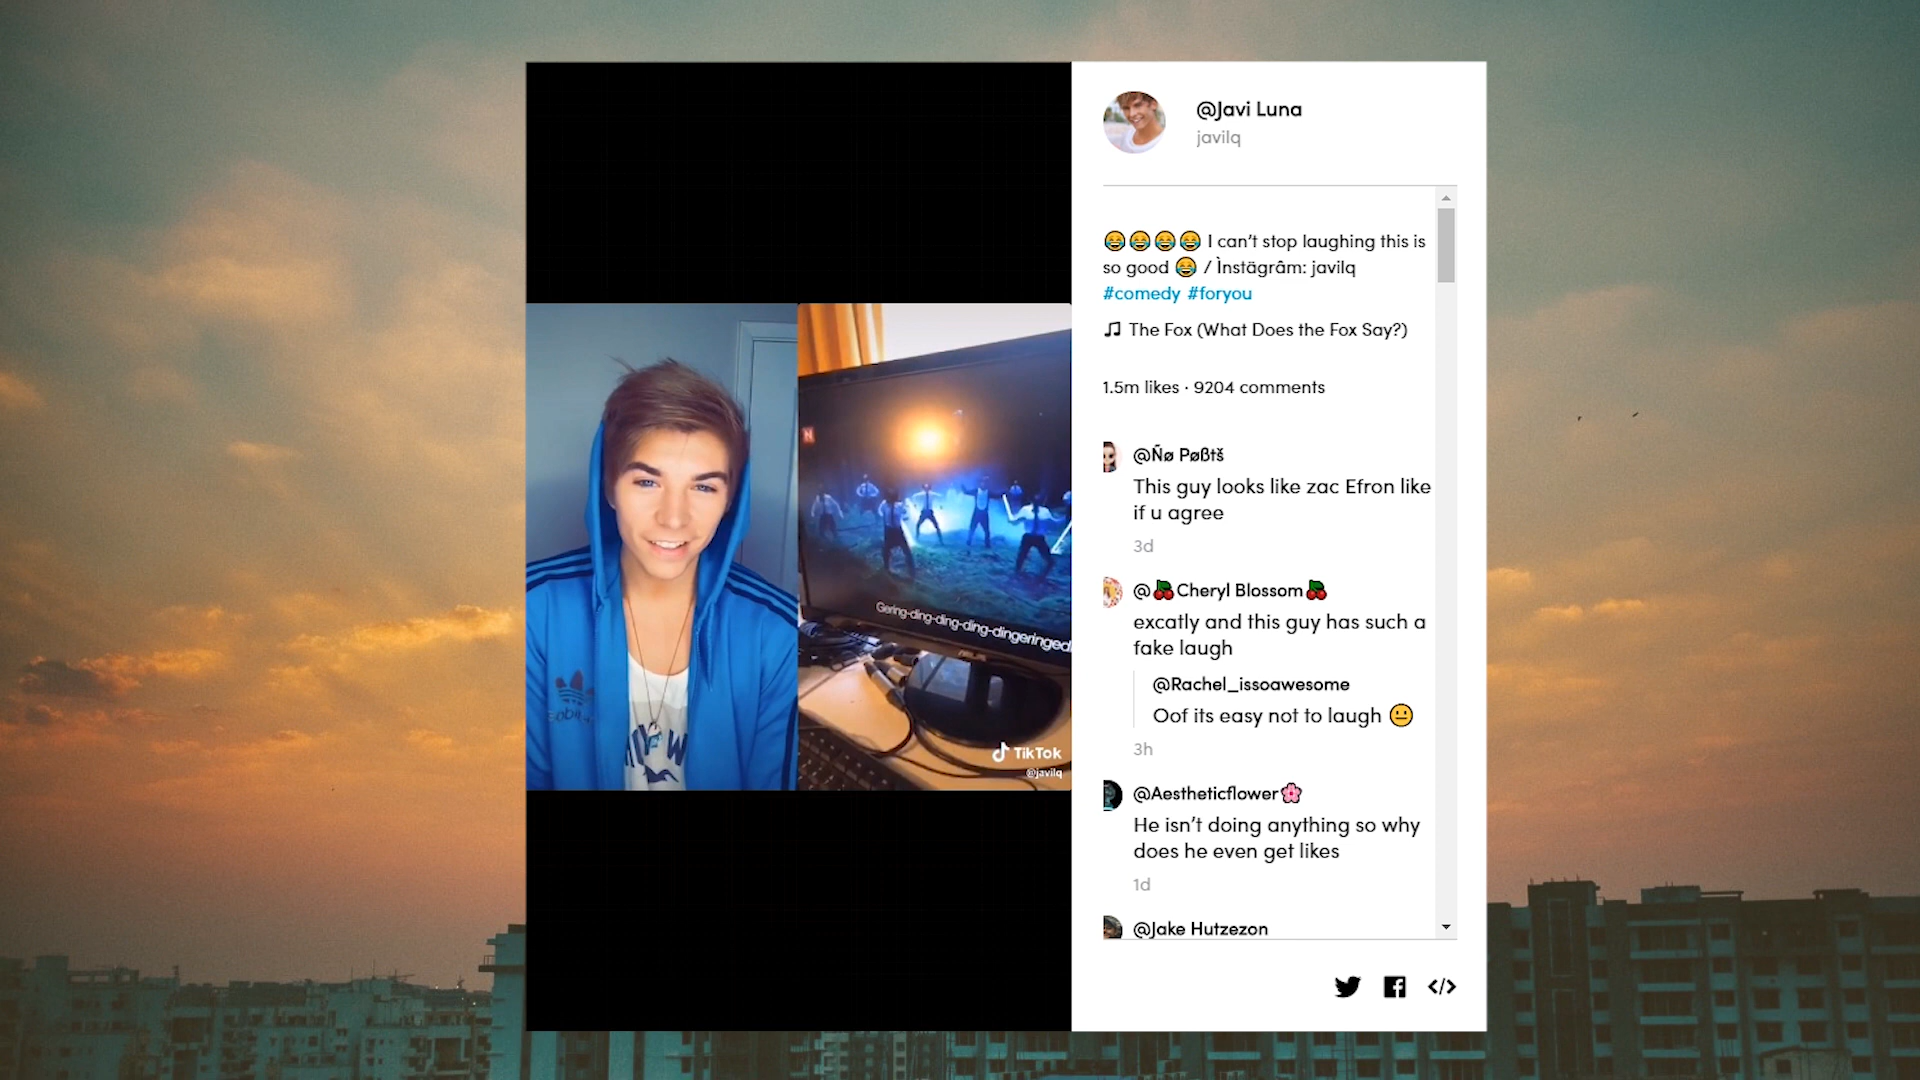 @Javi Luna
javilq
😂😂😂😂 I can't stop laughing this is
so good 😂 / Ìnstägrâm: javilq
#comedy #foryou
The Fox (What Does the Fox Say?)
1.5m likes · 9204 comments
@Ñø Pøßtš
This guy looks like zac Efron like
if u agree
3d
@🍒Cheryl Blossom🍒
excatly and this guy has such a
fake laugh
@Rachel_issoawesome
Oof its easy not to laugh 😐
3h
@Aestheticflower🌸
He isn't doing anything so why
does he even get likes
1d
@Jake Hutzezon
Gering-ding-ding-ding-dingeringed
TikTok
@javilq